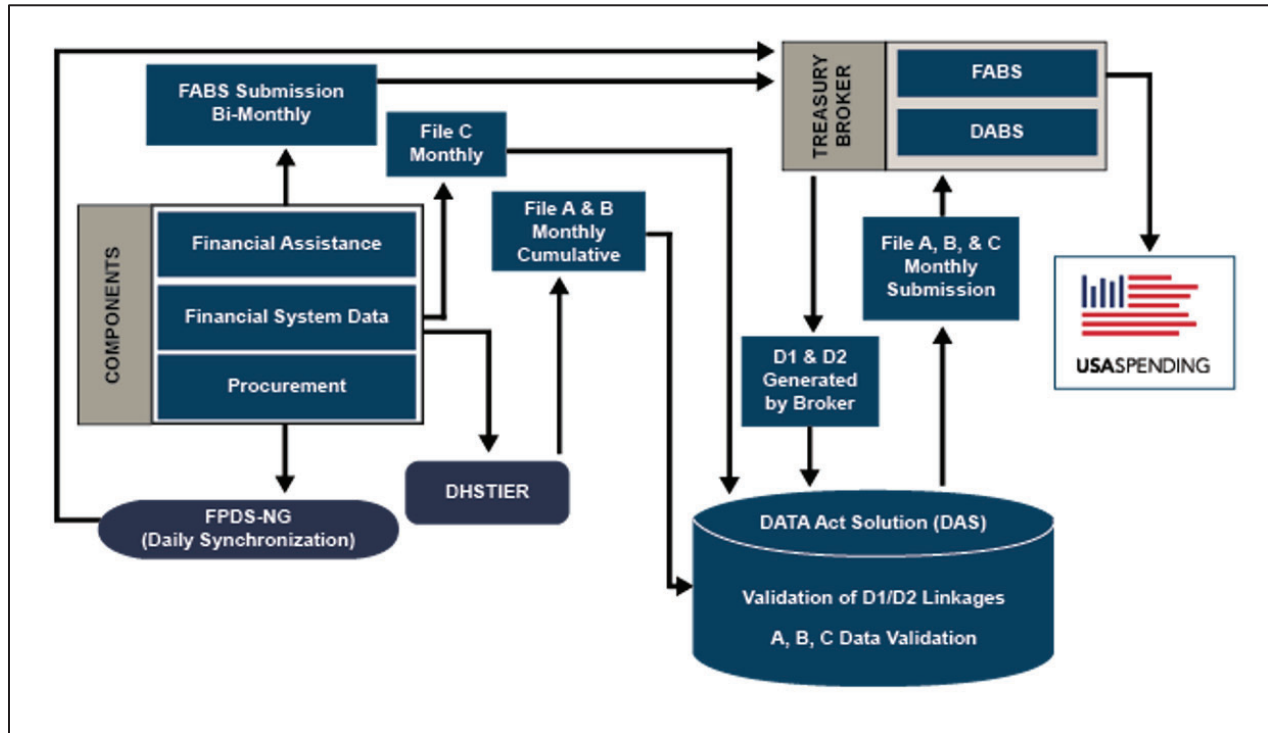 FABS Submission
Bi-Monthly
File C
Monthly
File A & B
Monthly
Cumulative
COMPONENTS
Financial Assistance
Financial System Data
Procurement
FPDS-NG
(Daily Synchronization)
DHSTIER
TREASURY
BROKER
FABS
DABS
File A, B, & C
Monthly
Submission
D1 & D2
Generated
by Broker
USASPENDING
DATA Act Solution (DAS)
Validation of D1/D2 Linkages
A, B, C Data Validation